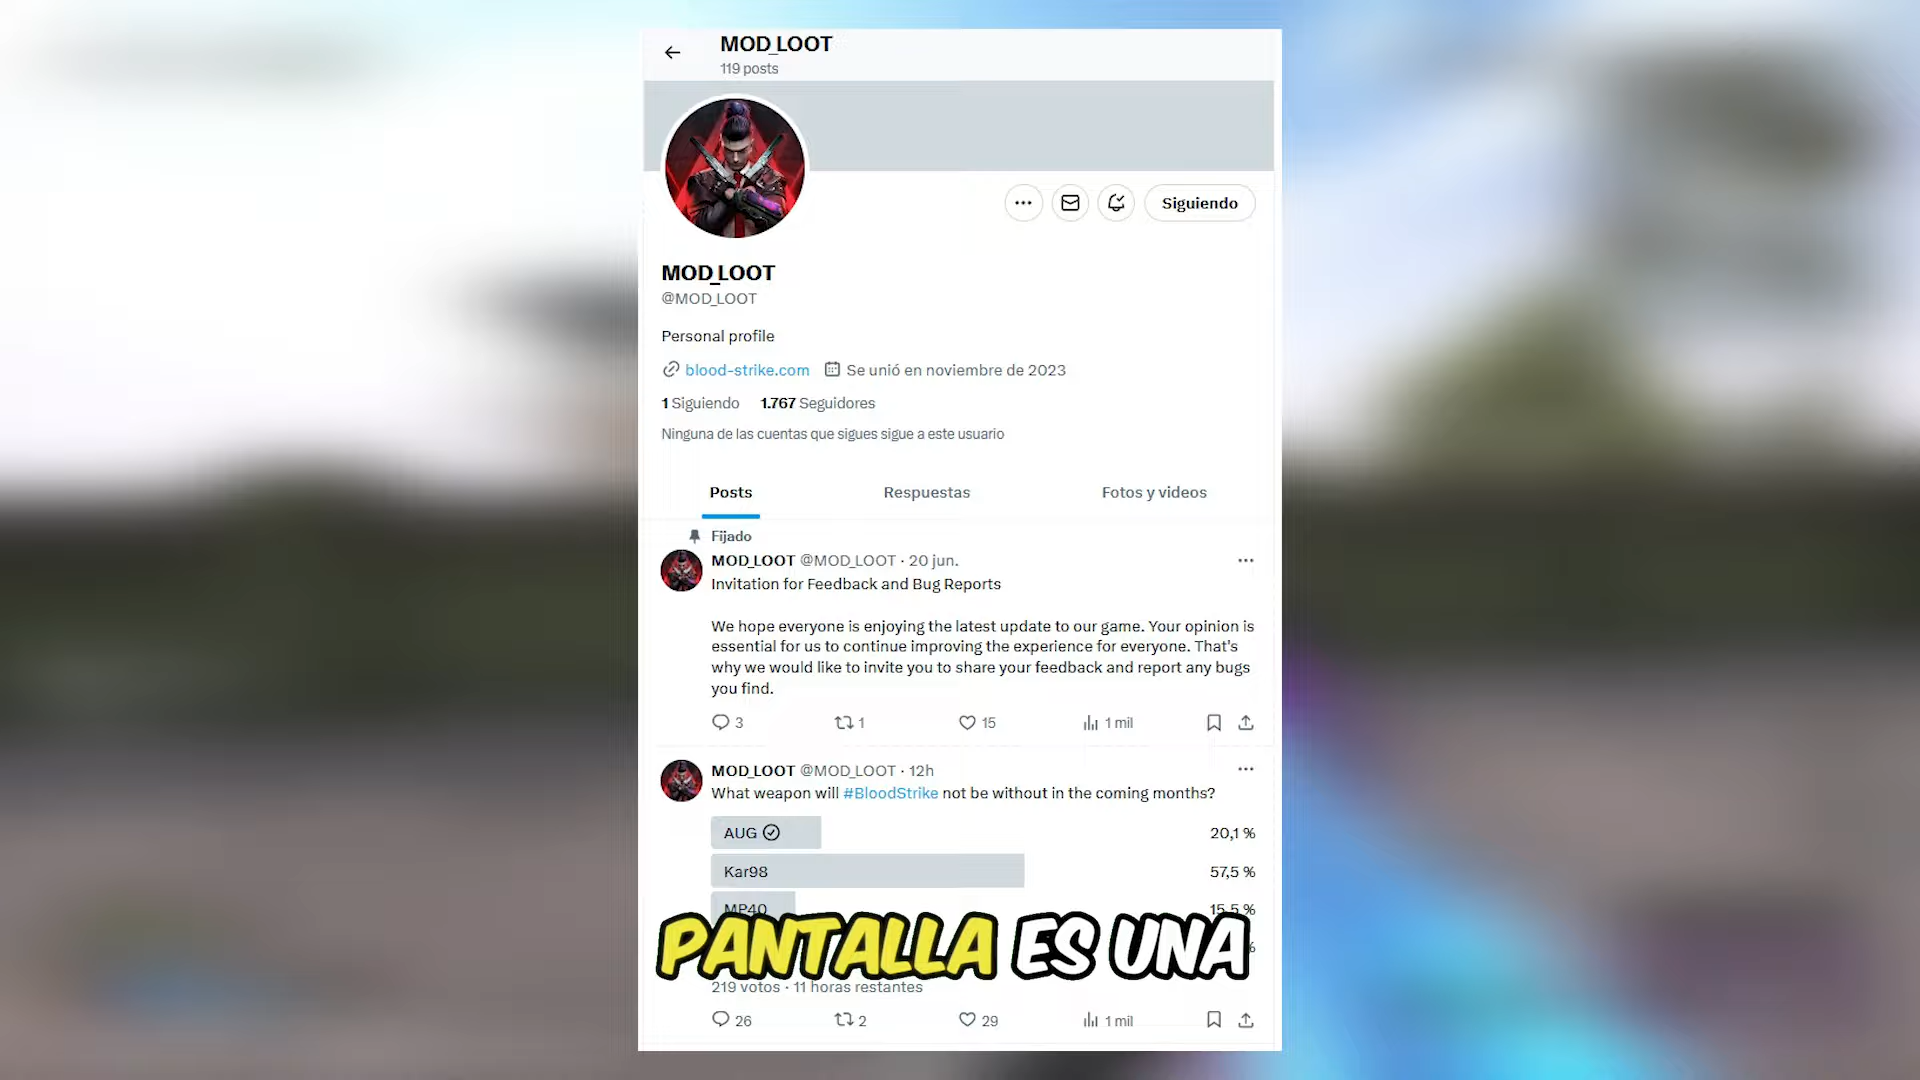 MOD_LOOT
119 posts
Siguiendo
MOD_LOOT
@MOD_LOOT
Personal profile
blood-strike.com Se unió en noviembre de 2023
1 Siguiendo 1.767 Seguidores
Ninguna de las cuentas que sigues sigue a este usuario
Posts Respuestas Fotos y videos
Fijado
MOD_LOOT @MOD_LOOT · 20 jun.
Invitation for Feedback and Bug Reports
We hope everyone is enjoying the latest update to our game. Your opinion is
essential for us to continue improving the experience for everyone. That's
why we would like to invite you to share your feedback and report any bugs
you find.
3 1 15 1 mil
MOD_LOOT @MOD_LOOT · 12h
What weapon will #BloodStrike not be without in the coming months?
AUG 20,1 %
Kar98 57,5 %
MP40 15,5 %
PANTALLA ES UNA
219 votos · 11 horas restantes
26 2 29 1 mil